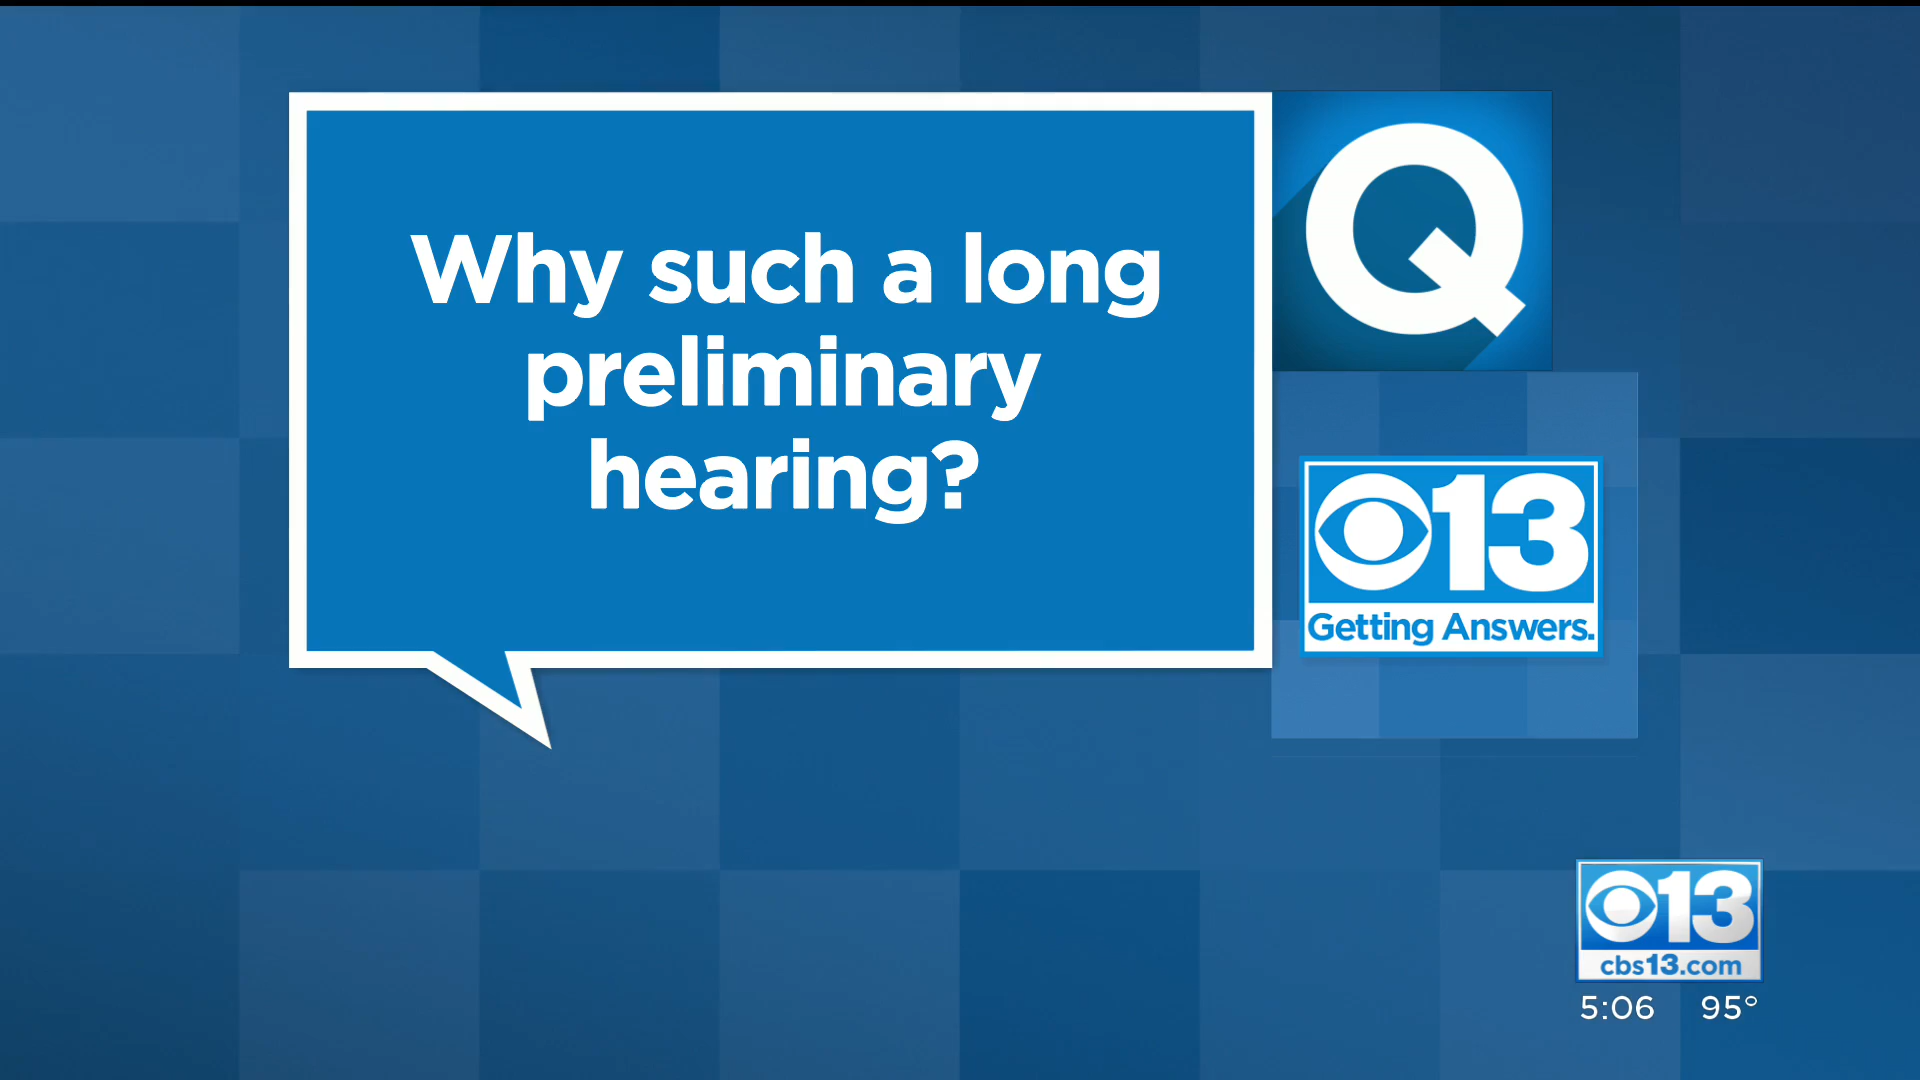 Why such a long
preliminary
hearing?
Q
13
Getting Answers.
13
cbs13.com
5:06 95°